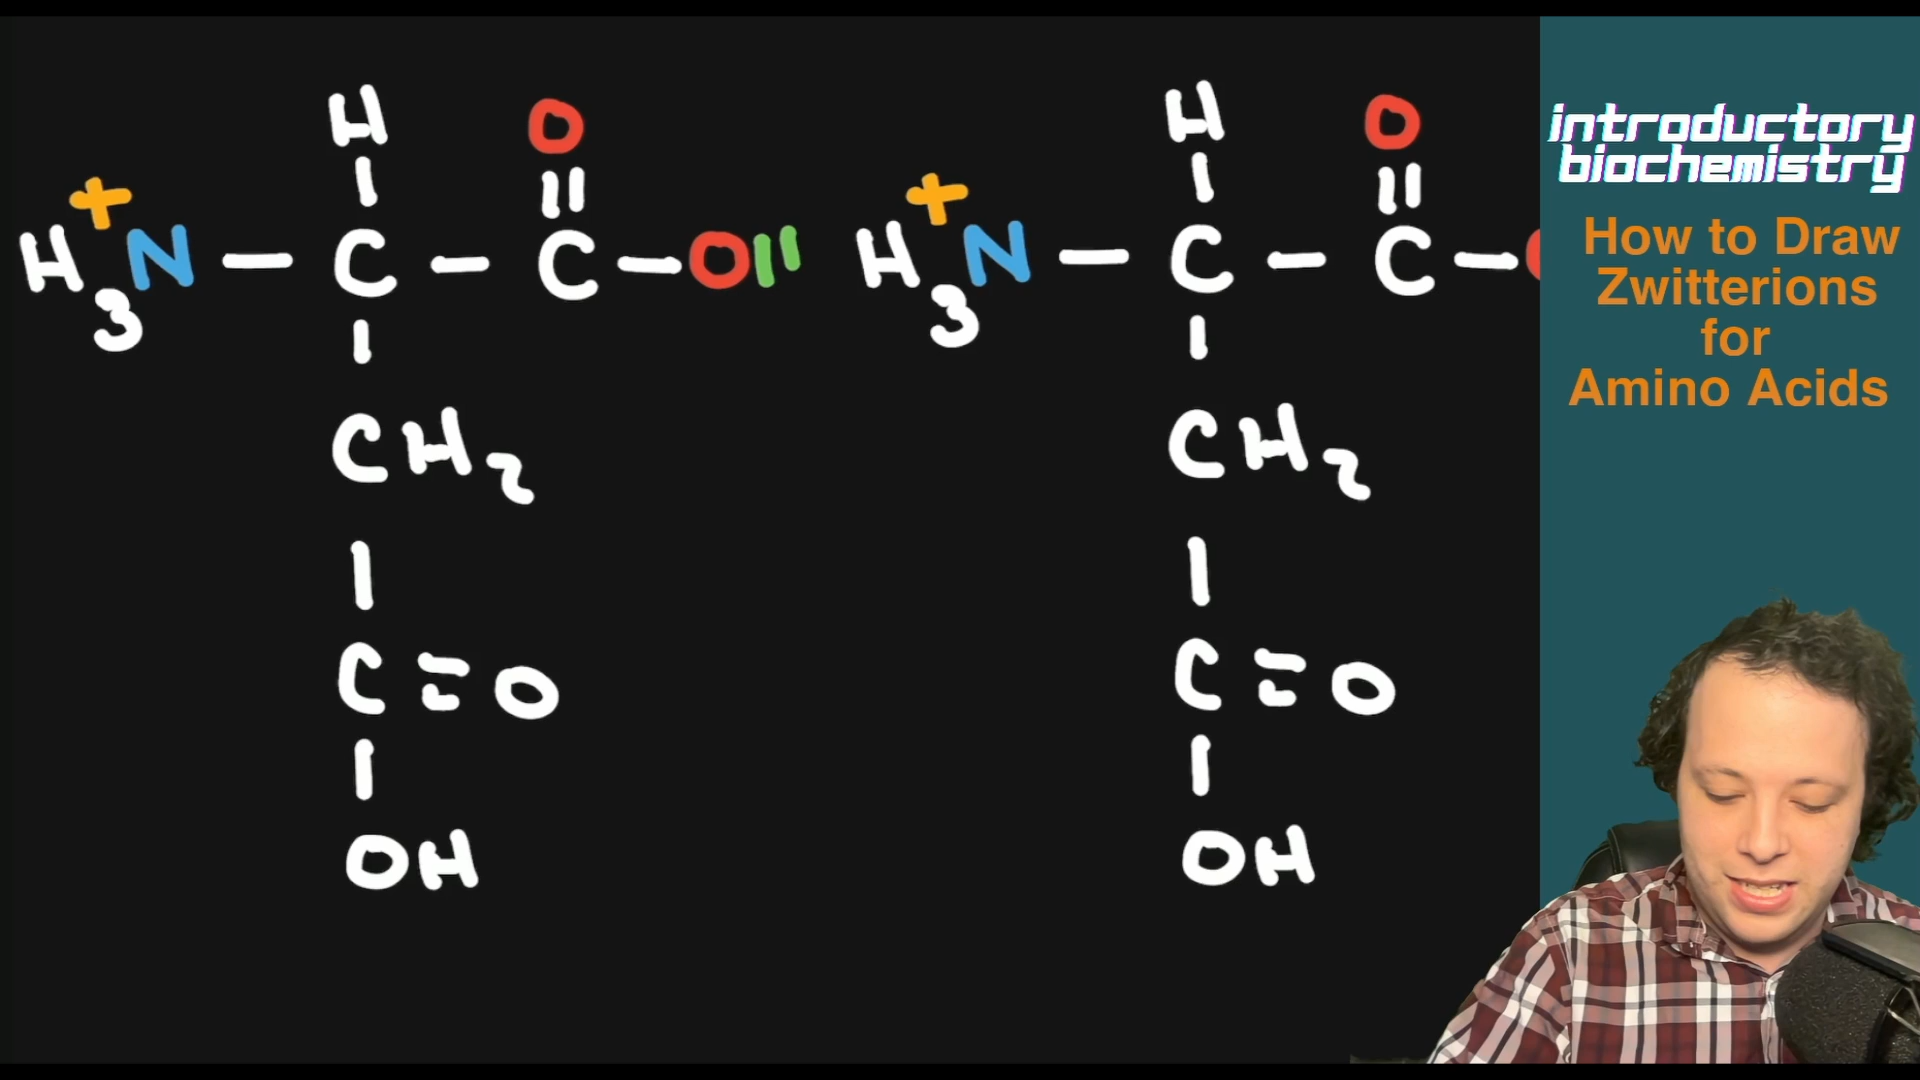 H O
H₃N⁺ – C – C – O
CH₂
C = O
OH
H O
H₃N⁺ – C – C –
CH₂
C = O
OH
introductory
biochemistry
How to Draw
Zwitterions
for
Amino Acids